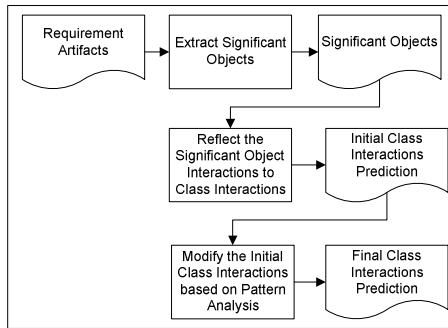 Requirement
Artifacts
Extract Significant
Objects
Significant Objects
Reflect the
Significant Object
Interactions to
Class Interactions
Initial Class
Interactions
Prediction
Modify the Initial
Class Interactions
based on Pattern
Analysis
Final Class
Interactions
Prediction